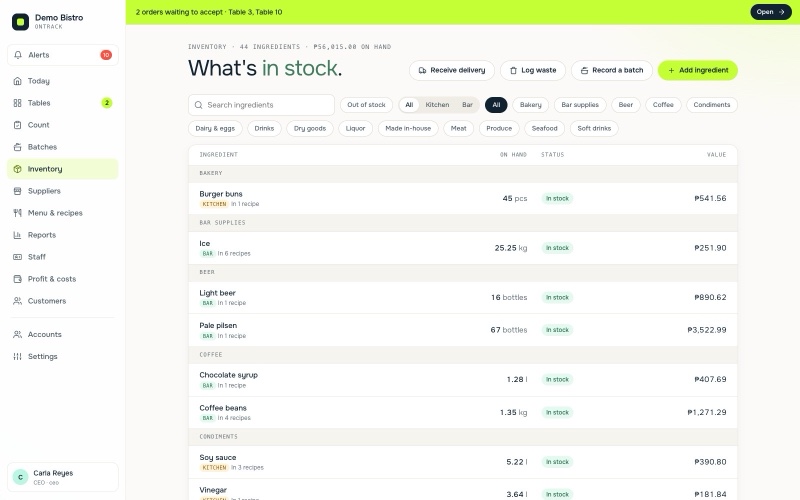 2 orders waiting to accept · Table 3, Table 10
Open →
Demo Bistro
ONTRACK
Alerts 10
Today
Tables 2
Count
Batches
Inventory
Suppliers
Menu & recipes
Reports
Staff
Profit & costs
Customers
Accounts
Settings
C
Carla Reyes
CEO · ceo
INVENTORY · 44 INGREDIENTS · ₱56,015.00 ON HAND
What's in stock.
Receive delivery
Log waste
Record a batch
+ Add ingredient
Search ingredients
Out of stock
All Kitchen Bar
All Bakery Bar supplies Beer Coffee Condiments
Dairy & eggs Drinks Dry goods Liquor Made in-house Meat Produce Seafood Soft drinks
INGREDIENT ON HAND STATUS VALUE
BAKERY
Burger buns 45 pcs In stock ₱541.56
KITCHEN In 1 recipe
BAR SUPPLIES
Ice 25.25 kg In stock ₱251.90
BAR In 6 recipes
BEER
Light beer 16 bottles In stock ₱890.62
BAR In 1 recipe
Pale pilsen 67 bottles In stock ₱3,522.99
BAR In 1 recipe
COFFEE
Chocolate syrup 1.28 l In stock ₱407.69
BAR In 1 recipe
Coffee beans 1.35 kg In stock ₱1,271.29
BAR In 4 recipes
CONDIMENTS
Soy sauce 5.22 l In stock ₱390.80
KITCHEN In 3 recipes
Vinegar 3.64 l In stock ₱181.84
KITCHEN In 1 recipe